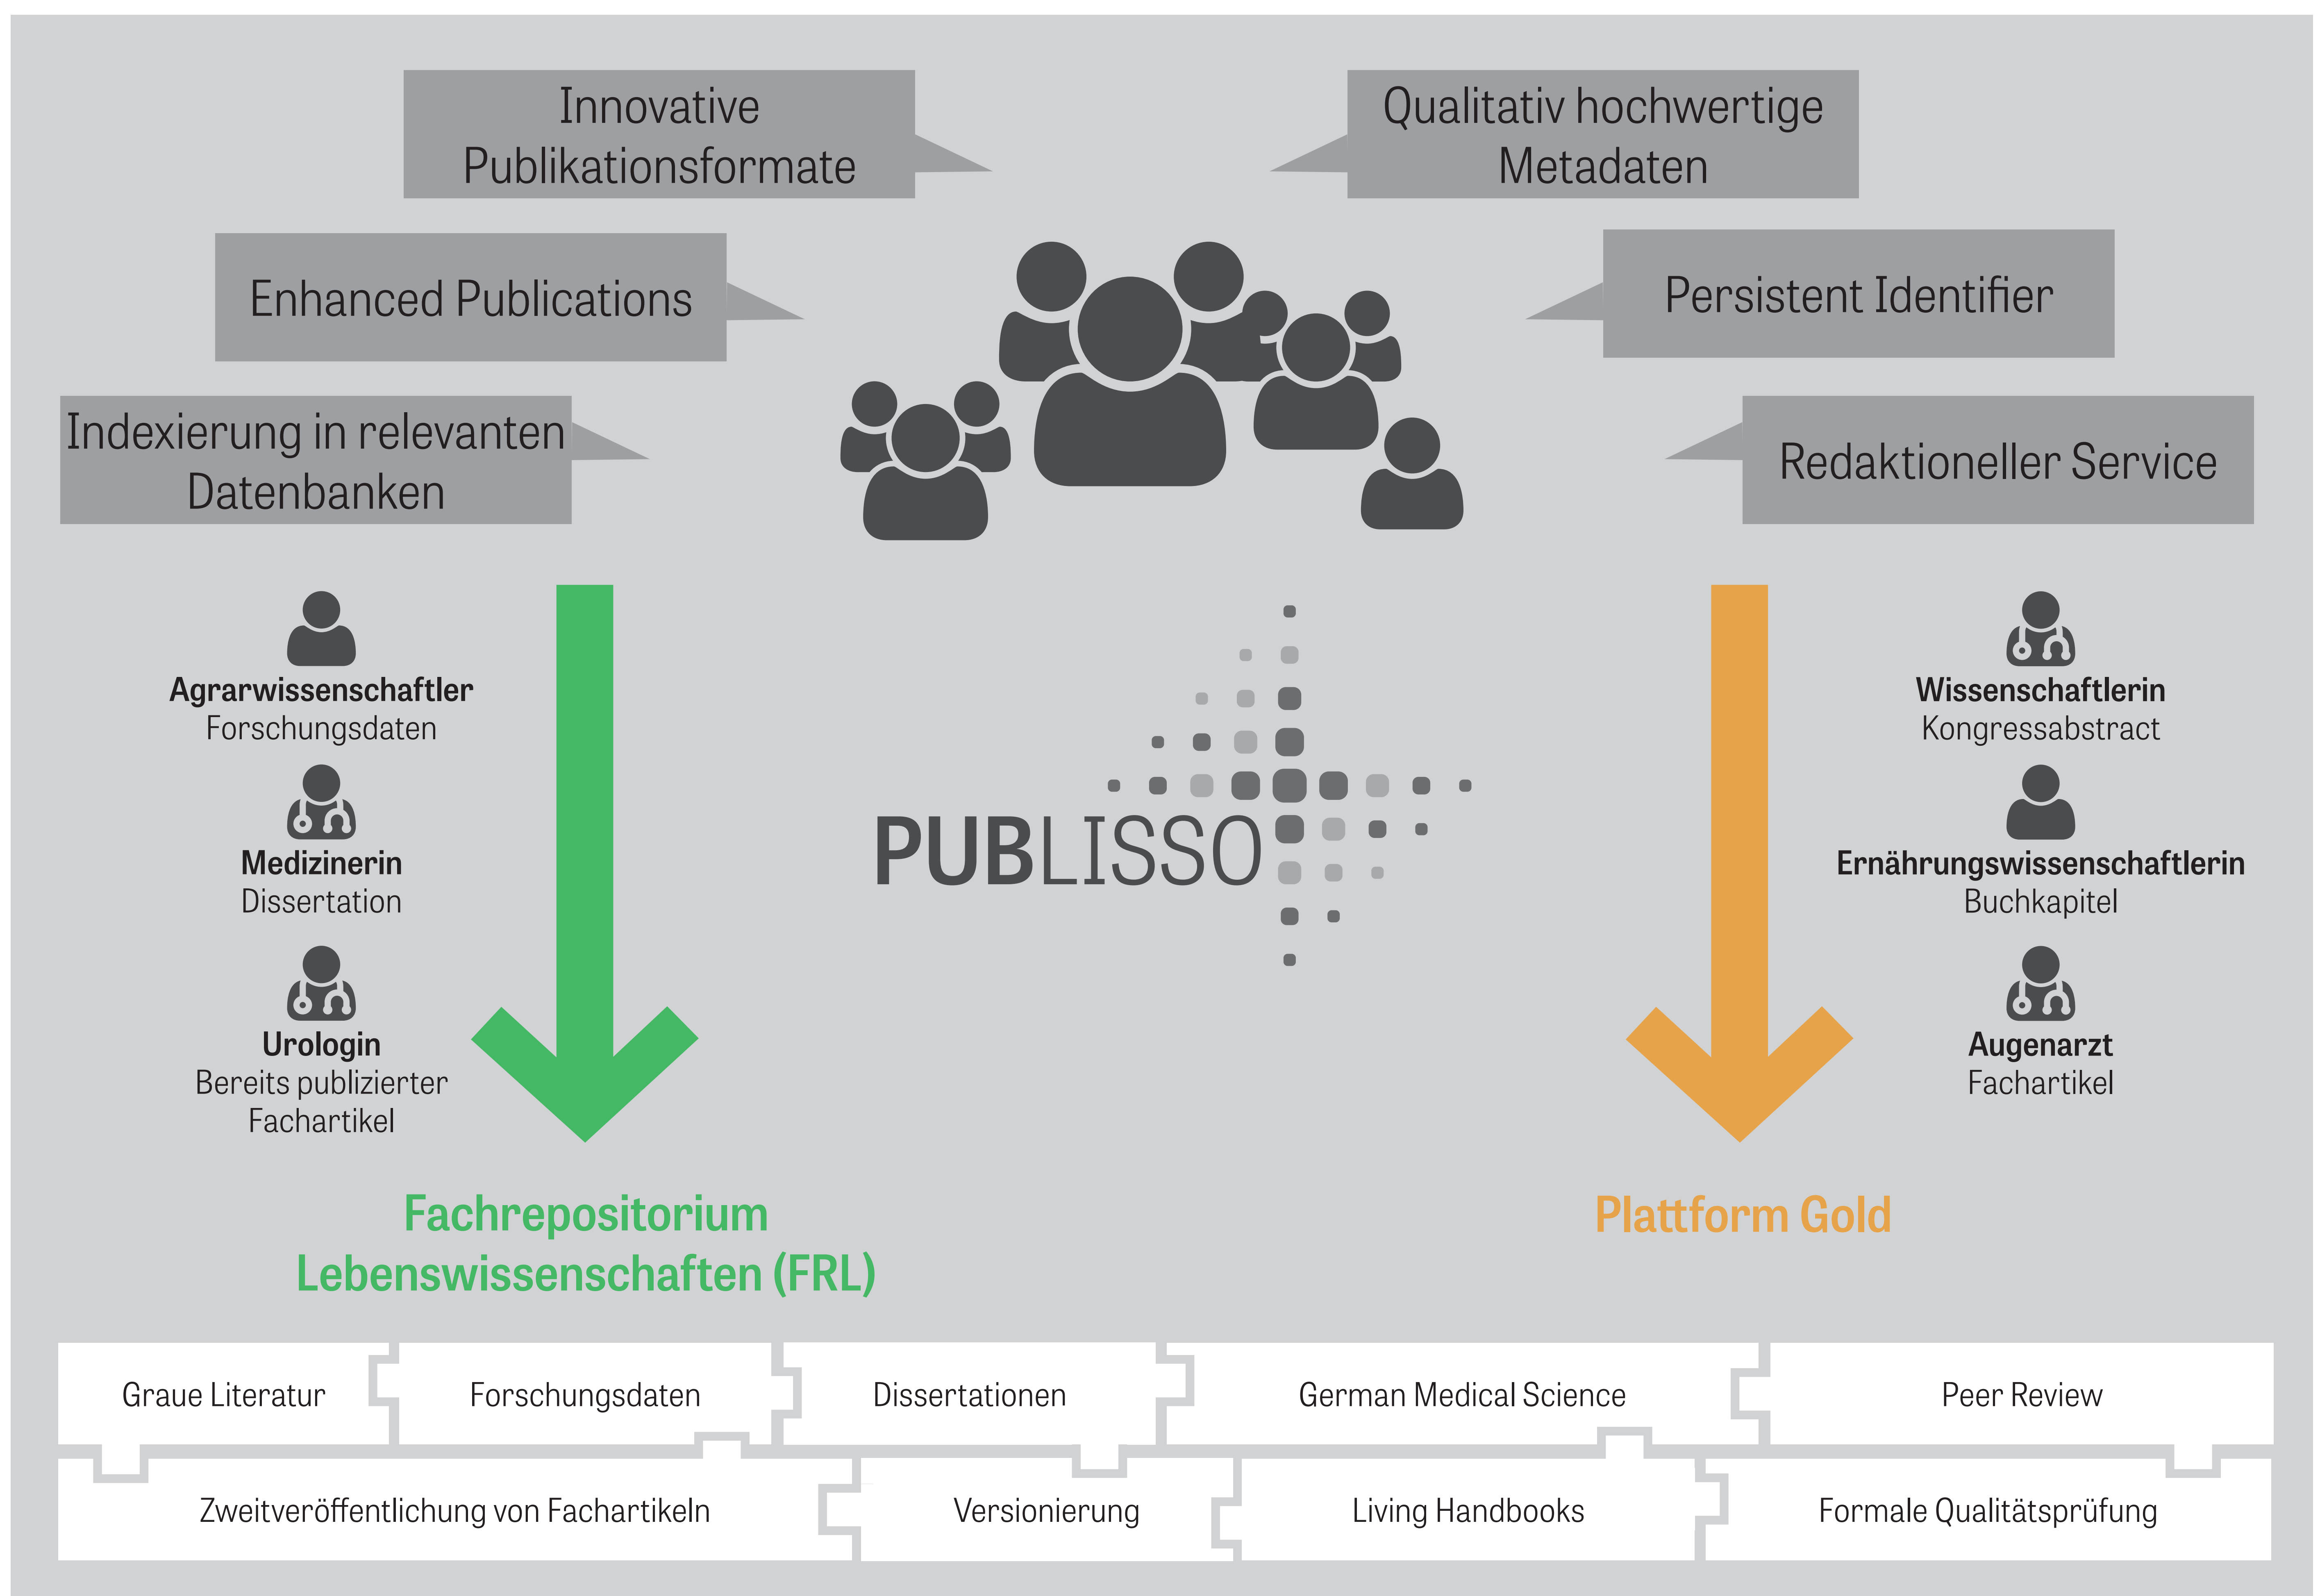 Innovative
Publikationsformate
Qualitativ hochwertige
Metadaten
Enhanced Publications
Persistent Identifier
Indexierung in relevanten
Datenbanken
Redaktioneller Service
Agrarwissenschaftler
Forschungsdaten
Medizinerin
Dissertation
Urologin
Bereits publizierter
Fachartikel
PUBLISSO
Wissenschaftlerin
Kongressabstract
Ernährungswissenschaftlerin
Buchkapitel
Augenarzt
Fachartikel
Fachrepositorium
Lebenswissenschaften (FRL)
Plattform Gold
Graue Literatur
Forschungsdaten
Dissertationen
German Medical Science
Peer Review
Zweitveröffentlichung von Fachartikeln
Versionierung
Living Handbooks
Formale Qualitätsprüfung